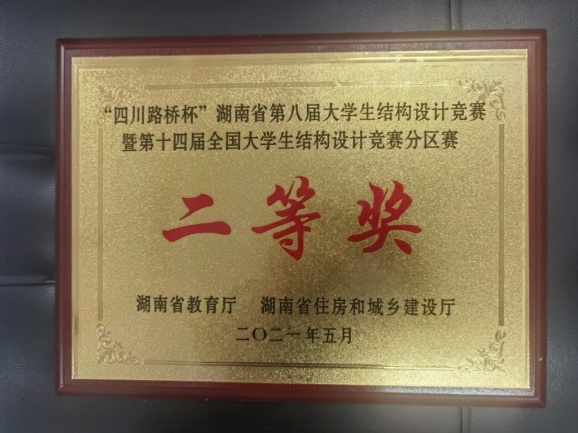 “四川路桥杯”湖南省第八届大学生结构设计竞赛
暨第十四届全国大学生结构设计竞赛分区赛
二等奖
湖南省教育厅 湖南省住房和城乡建设厅
二〇二一年五月